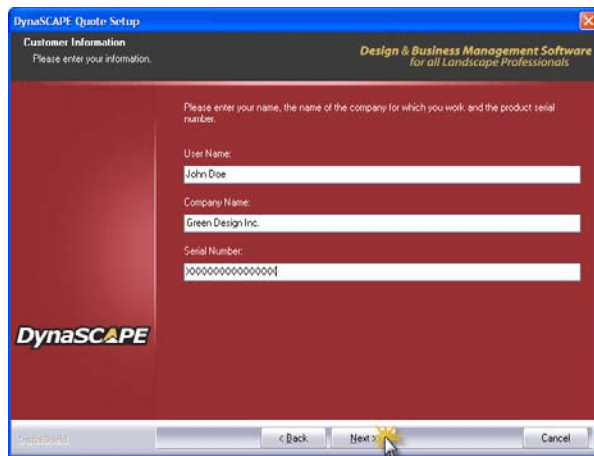 DynaSCAPE Quote Setup
Customer Information
Please enter your information.
Design & Business Management Software
for all Landscape Professionals
Please enter your name, the name of the company for which you work and the product serial
number.
User Name:
John Doe
Company Name:
Green Design Inc.
Serial Number:
XXXXXXXXXXXXXXXX
DynaSCAPE
InstallShield
< Back
Next >
Cancel